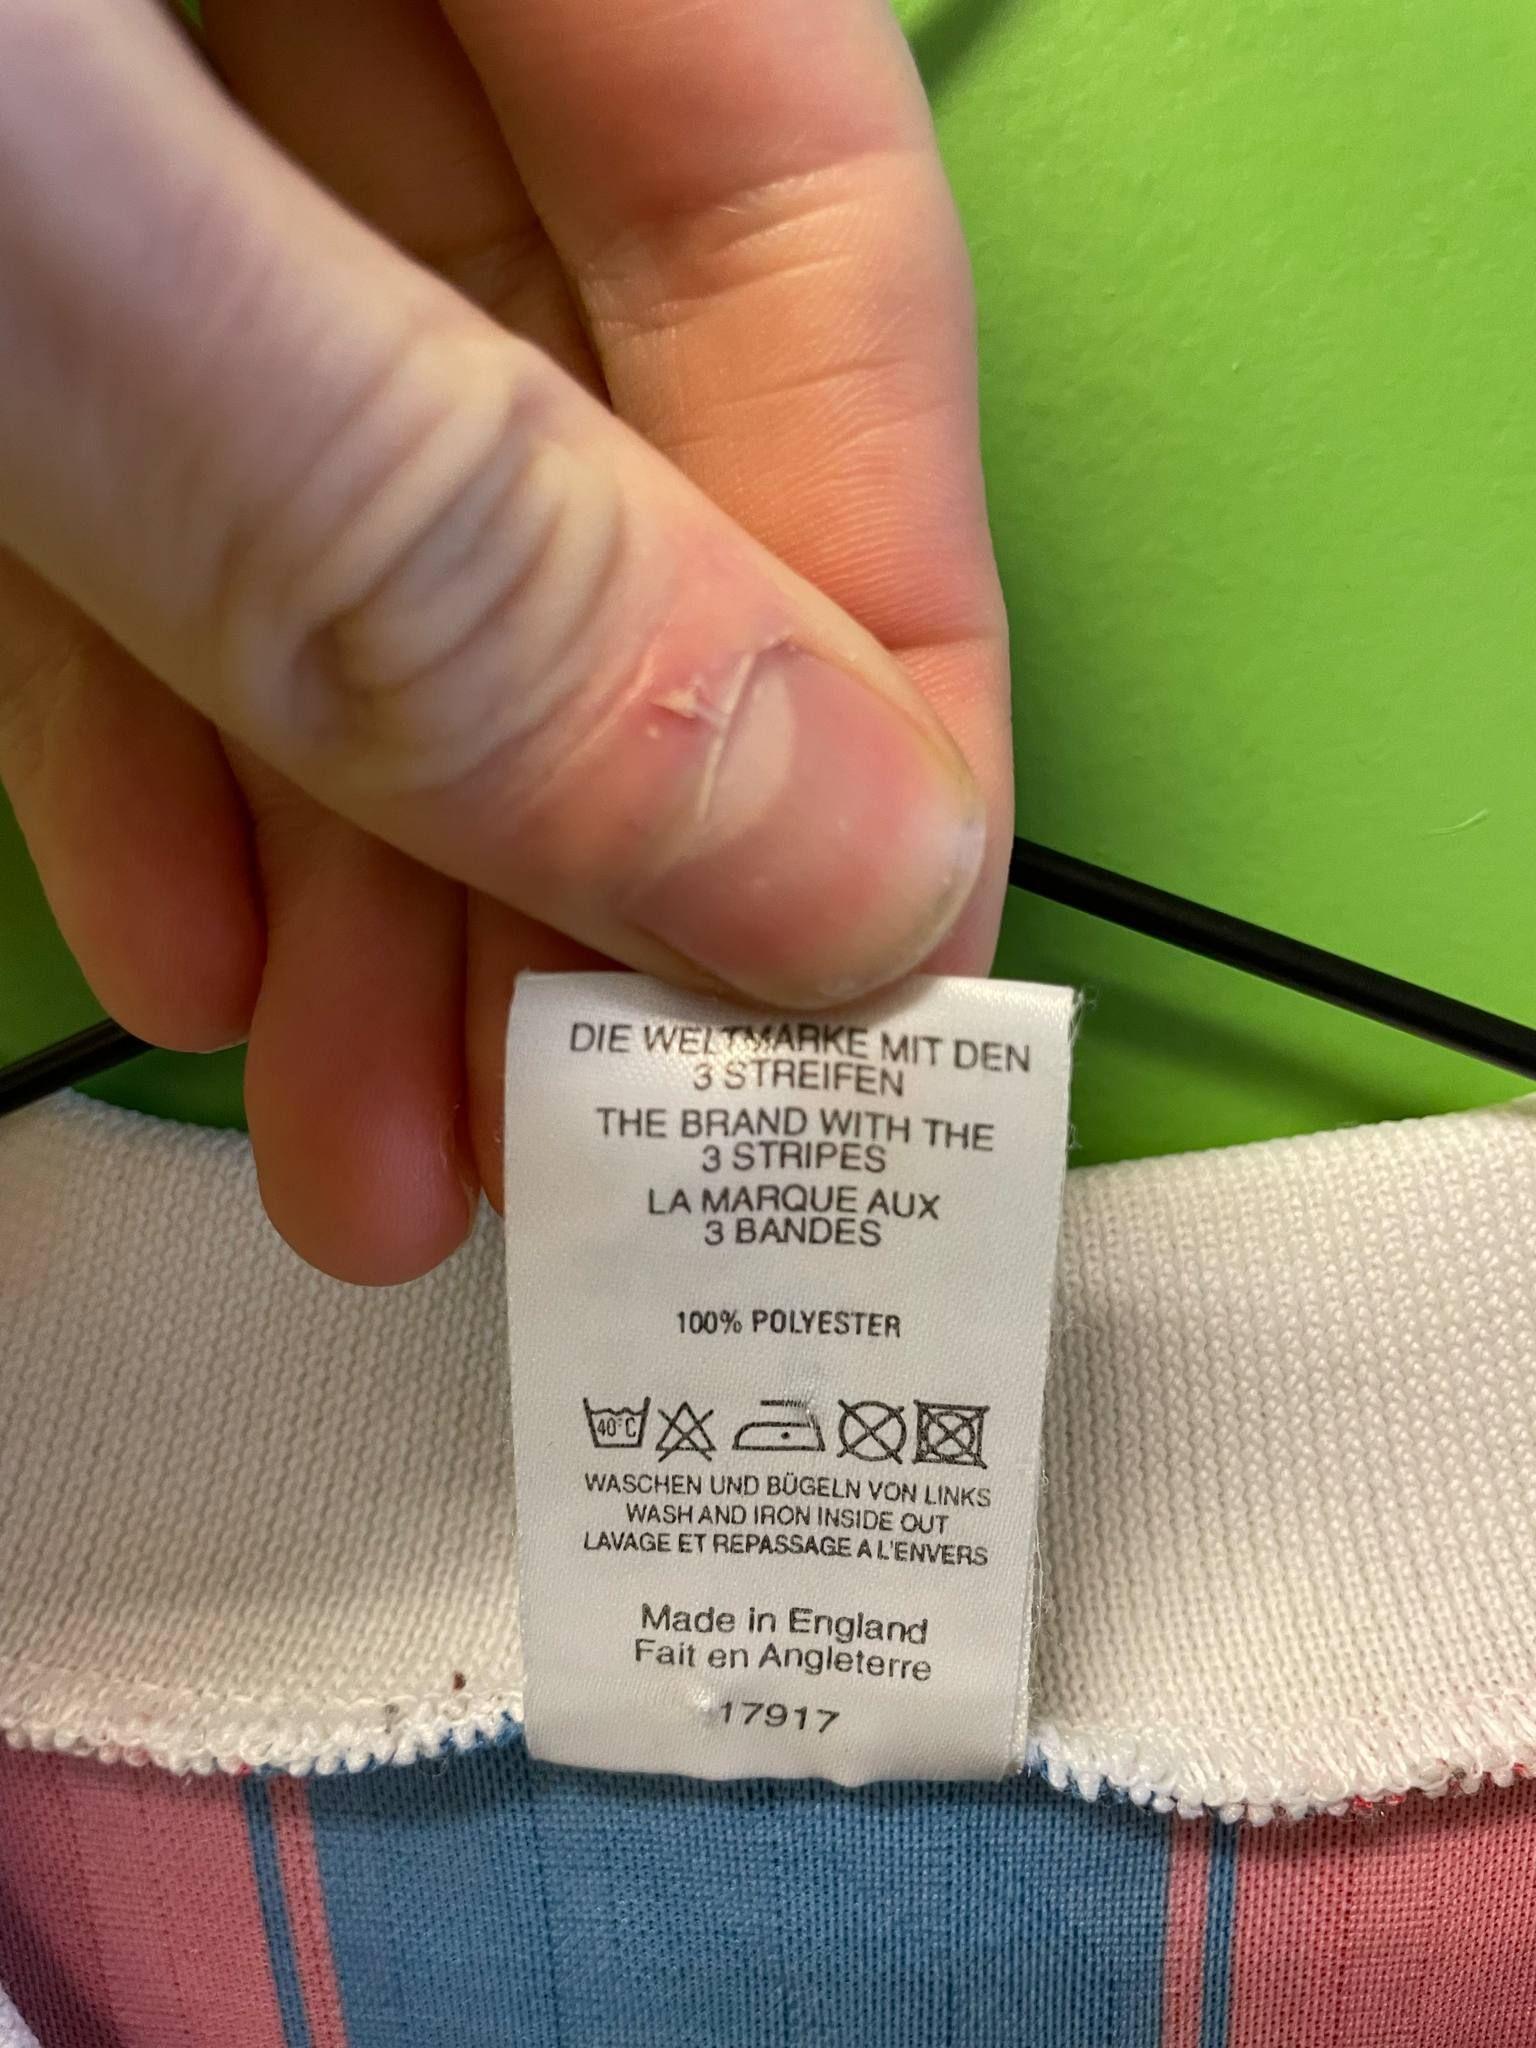 DIE WELTMARKE MIT DEN
3 STREIFEN
THE BRAND WITH THE
3 STRIPES
LA MARQUE AUX
3 BANDES
100% POLYESTER
40°C
WASCHEN UND BÜGELN VON LINKS
WASH AND IRON INSIDE OUT
LAVAGE ET REPASSAGE A L'ENVERS
Made in England
Fait en Angleterre
17917